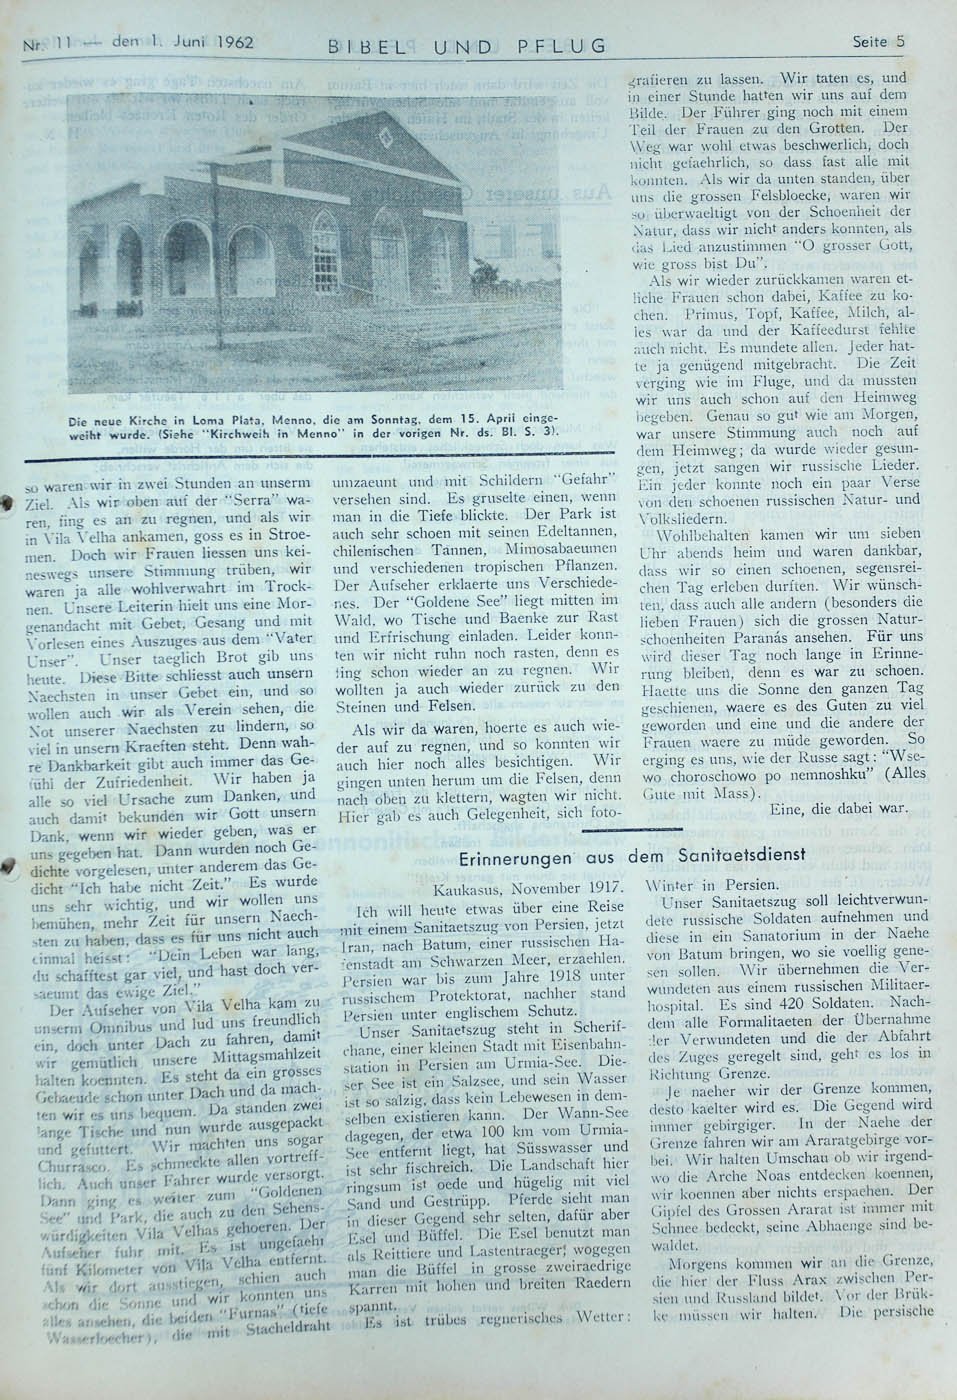 Nr. 11 — den 1. Juni 1962
BIBEL UND PFLUG
Seite 5
Die neue Kirche in Loma Plata, Menno, die am Sonntag, dem 15. April einge-
weiht wurde. (Siehe "Kirchweih in Menno" in der vorigen Nr. ds. Bl. S. 3).
so waren wir in zwei Stunden an unserm
Ziel. Als wir oben auf der "Serra" wa-
ren, fing es an zu regnen, und als wir
in Vila Velha ankamen, goss es in Stroe-
men. Doch wir Frauen liessen uns kei-
neswegs unsere Stimmung trüben, wir
waren ja alle wohlverwahrt im Trock-
nen. Unsere Leiterin hielt uns eine Mor-
genandacht mit Gebet, Gesang und mit
Vorlesen eines Auszuges aus dem "Vater
Unser". Unser taeglich Brot gib uns
heute. Diese Bitte schliesst auch unsern
Naechsten in unser Gebet ein, und so
wollen auch wir als Verein sehen, die
Not unserer Naechsten zu lindern, so
viel in unsern Kraeften steht. Denn wah-
re Dankbarkeit gibt auch immer das Ge-
fühl der Zufriedenheit. Wir haben ja
alle so viel Ursache zum Danken, und
auch damit bekunden wir Gott unsern
Dank, wenn wir wieder geben, was er
uns gegeben hat. Dann wurden noch Ge-
dichte vorgelesen, unter anderem das Ge-
dicht "Ich habe nicht Zeit." Es wurde
uns sehr wichtig, und wir wollen uns
bemühen, mehr Zeit für unsern Naech-
sten zu haben, dass es für uns nicht auch
einmal heisst: "Dein Leben war lang,
du schafftest gar viel, und hast doch ver-
saeumt das ewige Ziel."
Der Aufseher von Vila Velha kam zu
unserm Omnibus und lud uns freundlich
ein, doch unter Dach zu fahren, damit
wir gemütlich unsere Mittagsmahlzeit
halten koennten. Es steht da ein grosses
Gebaeude schon unter Dach und da mach-
ten wir es uns bequem. Da standen zwei
lange Tische und nun wurde ausgepackt
und gefuttert. Wir machten uns sogar
Churrasco. Es schmeckte allen vortreff-
lich. Auch unser Fahrer wurde versorgt.
Dann ging es weiter zum "Goldenen
See" und Park, die auch zu den Sehens-
würdigkeiten Vila Velhas gehoeren. Der
Aufseher fuhr mit. Es ist ungefaeht
fünf Kilometer von Vila Velha entfernt.
Als wir dort ausstiegen, schien auch
schon die Sonne und wir konnten uns
alles ansehen, die beiden "Furnas" (tiefe
Wasserloecher), die mit Stacheldraht
umzaeunt und mit Schildern "Gefahr"
versehen sind. Es gruselte einen, wenn
man in die Tiefe blickte. Der Park ist
auch sehr schoen mit seinen Edeltannen,
chilenischen Tannen, Mimosabaeumen
und verschiedenen tropischen Pflanzen.
Der Aufseher erklaerte uns Verschiede-
nes. Der "Goldene See" liegt mitten im
Wald, wo Tische und Baenke zur Rast
und Erfrischung einladen. Leider konn-
ten wir nicht ruhn noch rasten, denn es
fing schon wieder an zu regnen. Wir
wollten ja auch wieder zurück zu den
Steinen und Felsen.
Als wir da waren, hoerte es auch wie-
der auf zu regnen, und so konnten wir
auch hier noch alles besichtigen. Wir
gingen unten herum um die Felsen, denn
nach oben zu klettern, wagten wir nicht.
Hier gab es auch Gelegenheit, sich foto-
grafieren zu lassen. Wir taten es, und
in einer Stunde hatten wir uns auf dem
Bilde. Der Führer ging noch mit einem
Teil der Frauen zu den Grotten. Der
Weg war wohl etwas beschwerlich, doch
nicht gefaehrlich, so dass fast alle mit
konnten. Als wir da unten standen, über
uns die grossen Felsbloecke, waren wir
so überwaeltigt von der Schoenheit der
Natur, dass wir nicht anders konnten, als
das Lied anzustimmen "O grosser Gott,
wie gross bist Du".
Als wir wieder zurückkamen waren et-
liche Frauen schon dabei, Kaffee zu ko-
chen. Primus, Topf, Kaffee, Milch, al-
les war da und der Kaffeedurst fehlte
auch nicht. Es mundete allen. Jeder hat-
te ja genügend mitgebracht. Die Zeit
verging wie im Fluge, und da mussten
wir uns auch schon auf den Heimweg
begeben. Genau so gut wie am Morgen,
war unsere Stimmung auch noch auf
dem Heimweg; da wurde wieder gesun-
gen, jetzt sangen wir russische Lieder.
Ein jeder konnte noch ein paar Verse
von den schoenen russischen Natur- und
Volksliedern.
Wohlbehalten kamen wir um sieben
Uhr abends heim und waren dankbar,
dass wir so einen schoenen, segensrei-
chen Tag erleben durften. Wir wünsch-
ten, dass auch alle andern (besonders die
lieben Frauen) sich die grossen Natur-
schoenheiten Paranás ansehen. Für uns
wird dieser Tag noch lange in Erinne-
rung bleiben, denn es war zu schoen.
Haette uns die Sonne den ganzen Tag
geschienen, waere es des Guten zu viel
geworden und eine und die andere der
Frauen waere zu müde geworden. So
erging es uns, wie der Russe sagt: "Wse-
wo choroschowo po nemnoshku" (Alles
Gute mit Mass).
Eine, die dabei war.
Erinnerungen aus dem Sanitaetsdienst
Kaukasus, November 1917.
Ich will heute etwas über eine Reise
mit einem Sanitaetszug von Persien, jetzt
Iran, nach Batum, einer russischen Ha-
fenstadt am Schwarzen Meer, erzaehlen.
Persien war bis zum Jahre 1918 unter
russischem Protektorat, nachher stand
Persien unter englischem Schutz.
Unser Sanitaetszug steht in Scherif-
chane, einer kleinen Stadt mit Eisenbahn-
station in Persien am Urmia-See. Die-
ser See ist ein Salzsee, und sein Wasser
ist so salzig, dass kein Lebewesen in dem-
selben existieren kann. Der Wann-See
dagegen, der etwa 100 km vom Urmia-
See entfernt liegt, hat Süsswasser und
ist sehr fischreich. Die Landschaft hier
ringsum ist oede und hügelig mit viel
Sand und Gestrüpp. Pferde sieht man
in dieser Gegend sehr selten, dafür aber
Esel und Büffel. Die Esel benutzt man
als Reittiere und Lastentraeger, wogegen
man die Büffel in grosse zweiraedrige
Karren mit hohen und breiten Raedern
spannt.
Es ist trübes regnerisches Wetter:
Winter in Persien.
Unser Sanitaetszug soll leichtverwun-
dete russische Soldaten aufnehmen und
diese in ein Sanatorium in der Naehe
von Batum bringen, wo sie voellig gene-
sen sollen. Wir übernehmen die Ver-
wundeten aus einem russischen Militaer-
hospital. Es sind 420 Soldaten. Nach-
dem alle Formalitaeten der Übernahme
der Verwundeten und die der Abfahrt
des Zuges geregelt sind, geht es los in
Richtung Grenze.
Je naeher wir der Grenze kommen,
desto kaelter wird es. Die Gegend wird
immer gebirgiger. In der Naehe der
Grenze fahren wir am Araratgebirge vor-
bei. Wir halten Umschau ob wir irgend-
wo die Arche Noas entdecken koennen,
wir koennen aber nichts erspaehen. Der
Gipfel des Grossen Ararat ist immer mit
Schnee bedeckt, seine Abhaenge sind be-
waldet.
Morgens kommen wir an die Grenze,
die hier der Fluss Arax zwischen Per-
sien und Russland bildet. Vor der Brük-
ke müssen wir halten. Die persische